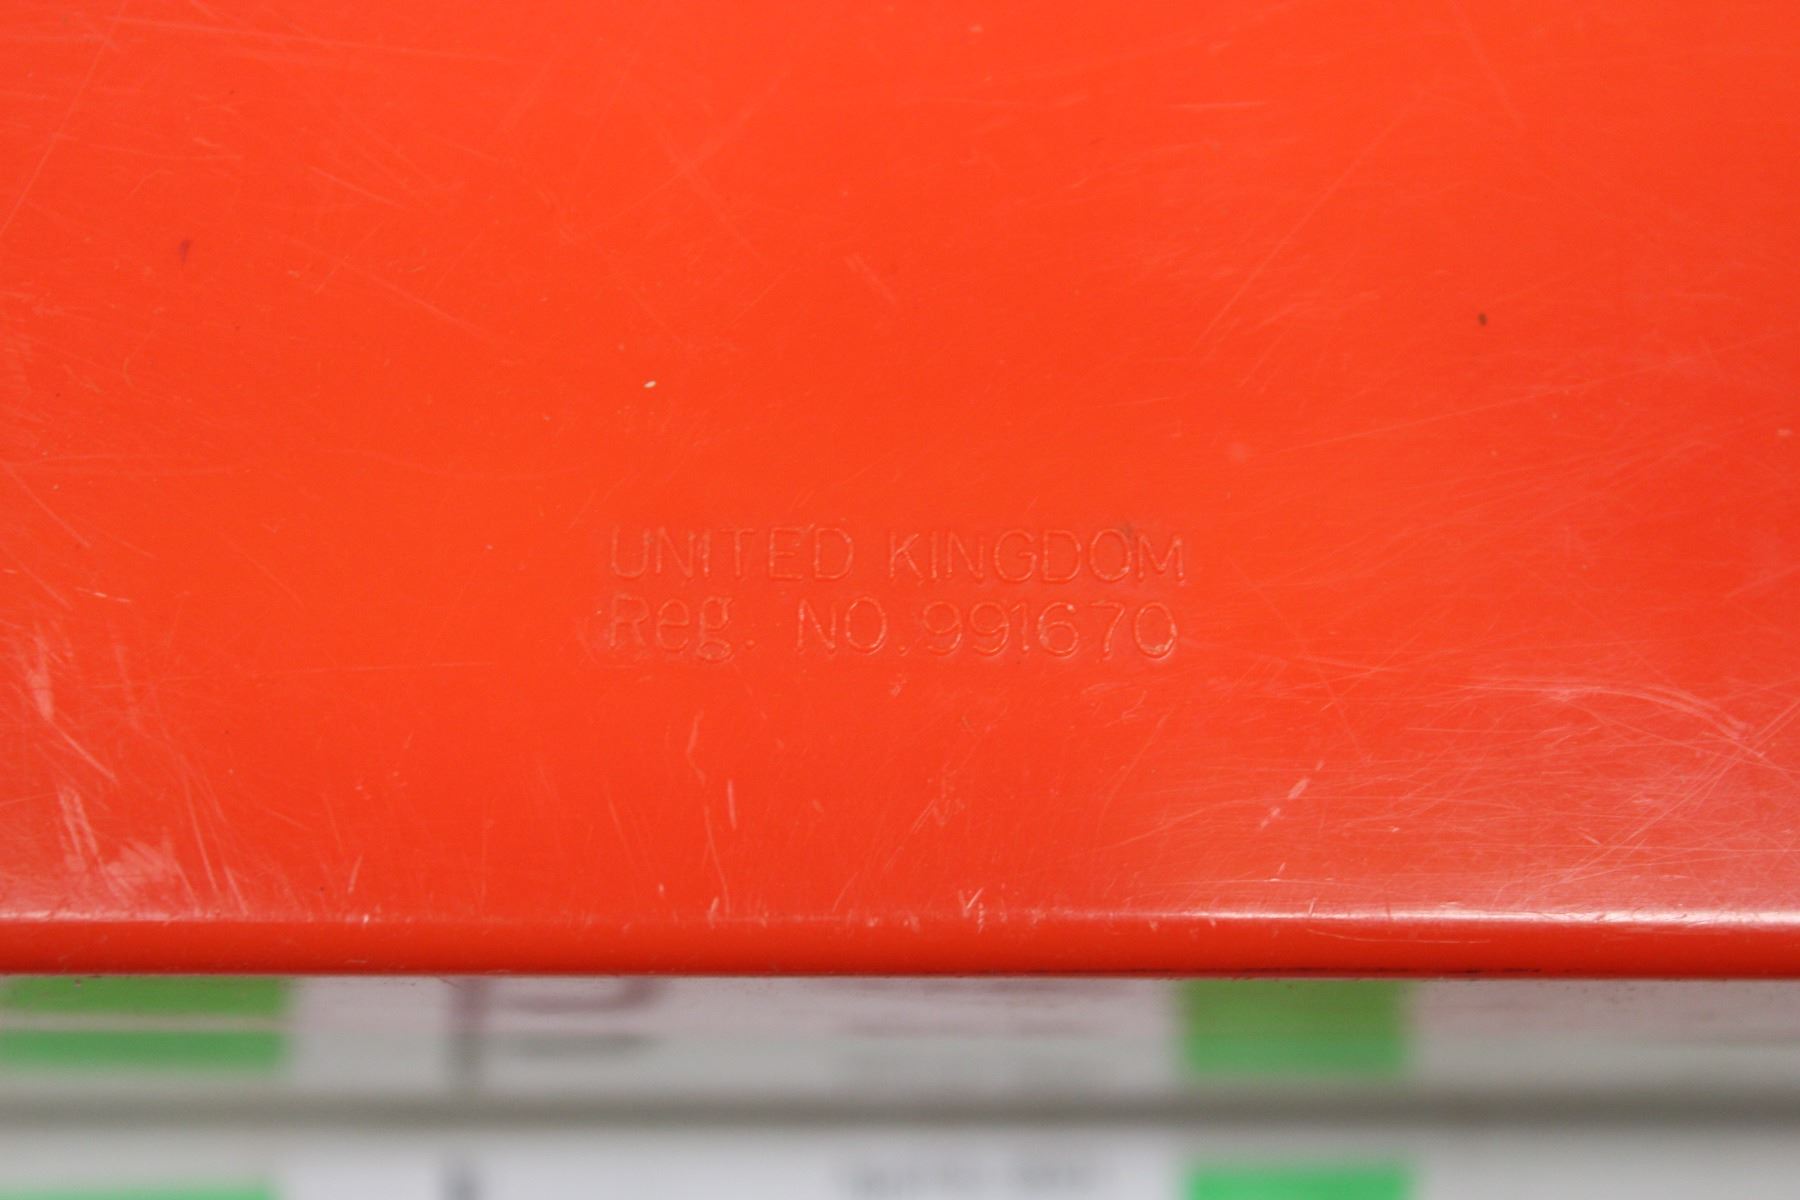 UNITED KINGDOM
Reg. NO. 991670